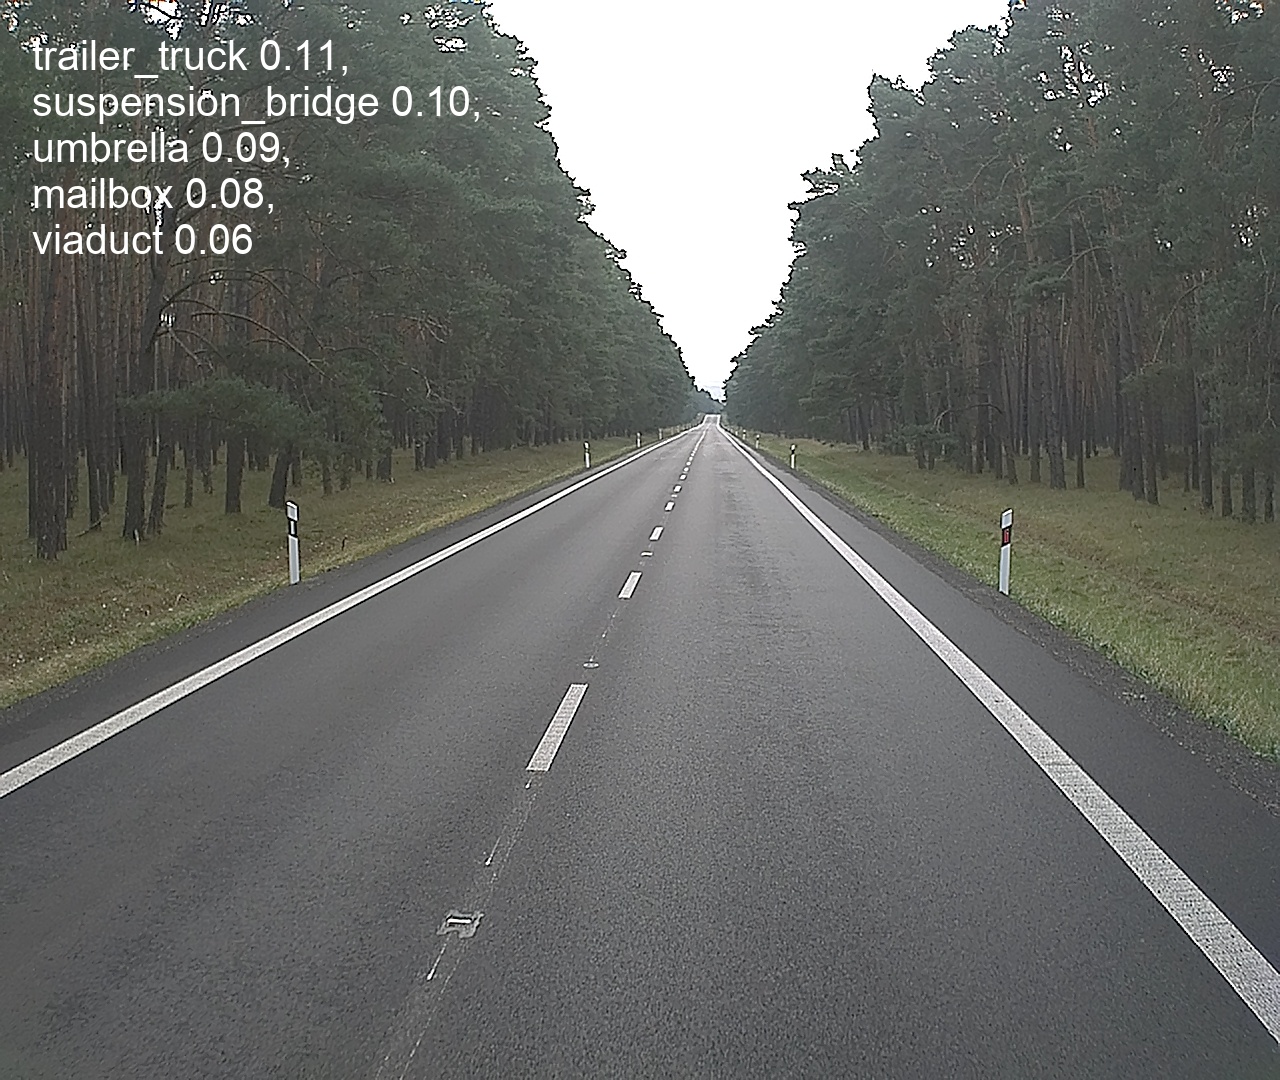 trailer_truck 0.11,
suspension_bridge 0.10,
umbrella 0.09,
mailbox 0.08,
viaduct 0.06